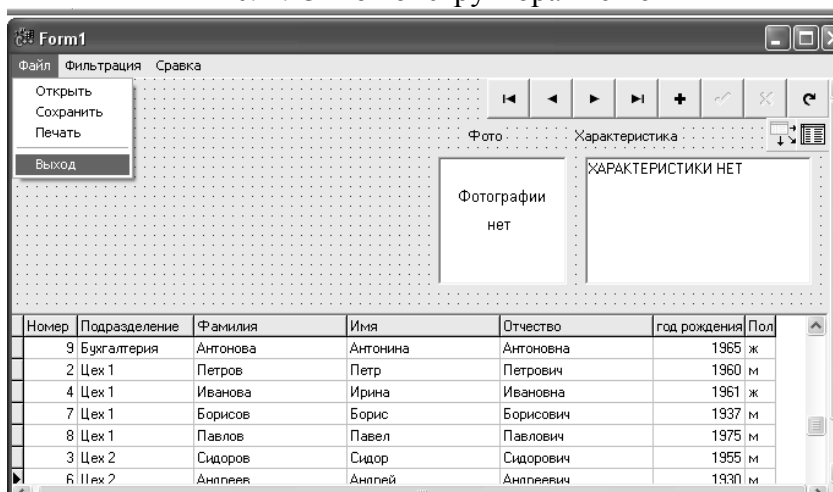 Form1
Файл Фильтрация Справка
Открыть
Сохранить
Печать
Выход
Фото Характеристика
Фотографии
нет
ХАРАКТЕРИСТИКИ НЕТ
Номер Подразделение Фамилия Имя Отчество год рождения Пол
9 Бухгалтерия Антонова Антонина Антоновна 1965 ж
2 Цех 1 Петров Петр Петрович 1960 м
4 Цех 1 Иванова Ирина Ивановна 1961 ж
7 Цех 1 Борисов Борис Борисович 1937 м
8 Цех 1 Павлов Павел Павлович 1975 м
3 Цех 2 Сидоров Сидор Сидорович 1955 м
6 Цех 2 Андреев Андрей Андреевич 1930 м